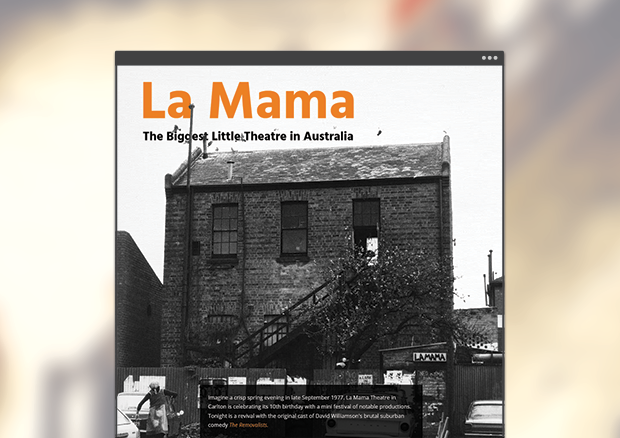 La Mama
The Biggest Little Theatre in Australia
LA MAMA
Imagine a crisp spring evening in late September 1977. La Mama Theatre in
Carlton is celebrating its 10th birthday with a mini festival of notable productions.
Tonight is a revival with the original cast of David Williamson's brutal suburban
comedy The Removalists.